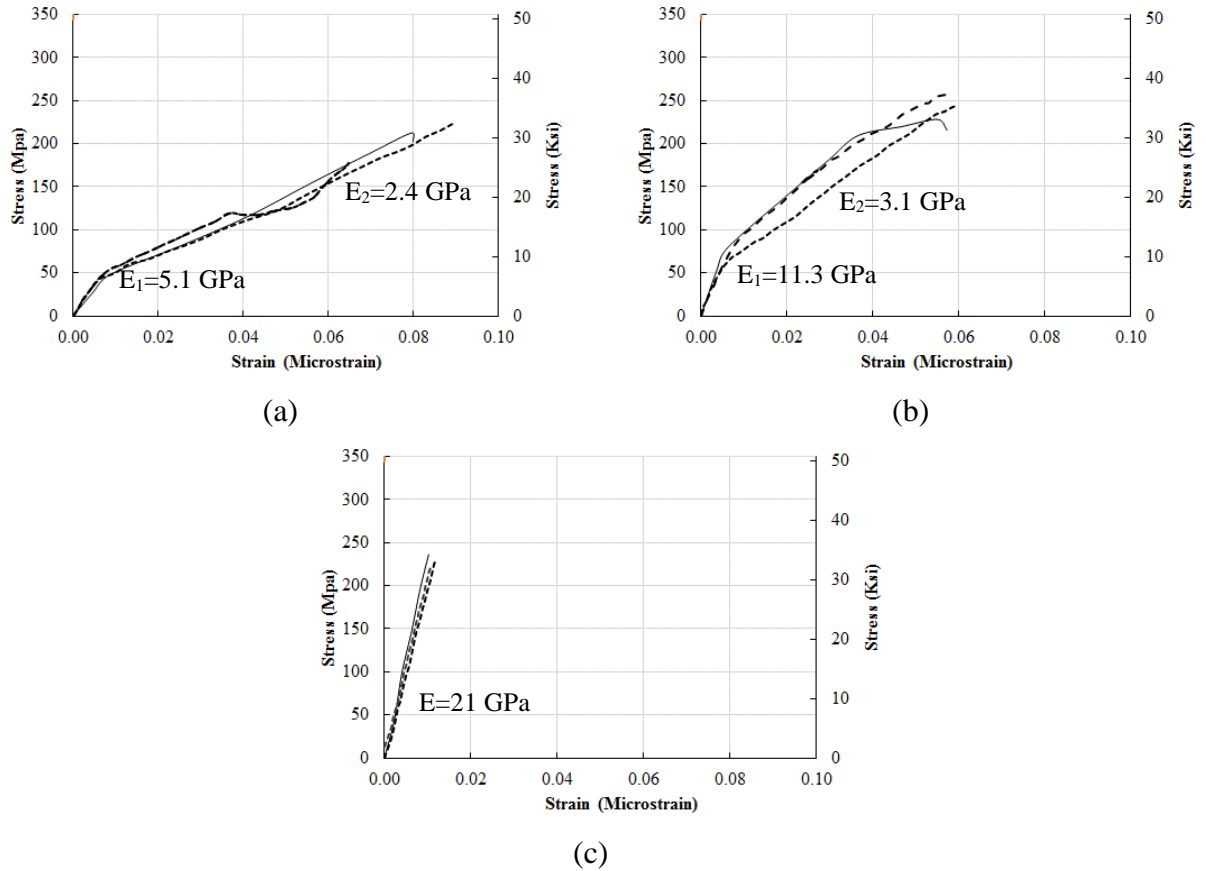 350
300
250
200
150
100
50
0
Stress (Mpa)
50
40
30
20
10
0
Stress (Ksi)
E₂=2.4 GPa
E₁=5.1 GPa
0.00 0.02 0.04 0.06 0.08 0.10
Strain (Microstrain)
(a)
350
300
250
200
150
100
50
0
Stress (Mpa)
50
40
30
20
10
0
Stress (Ksi)
E₂=3.1 GPa
E₁=11.3 GPa
0.00 0.02 0.04 0.06 0.08 0.10
Strain (Microstrain)
(b)
350
300
250
200
150
100
50
0
Stress (Mpa)
50
40
30
20
10
0
Stress (Ksi)
E=21 GPa
0.00 0.02 0.04 0.06 0.08 0.10
Strain (Microstrain)
(c)